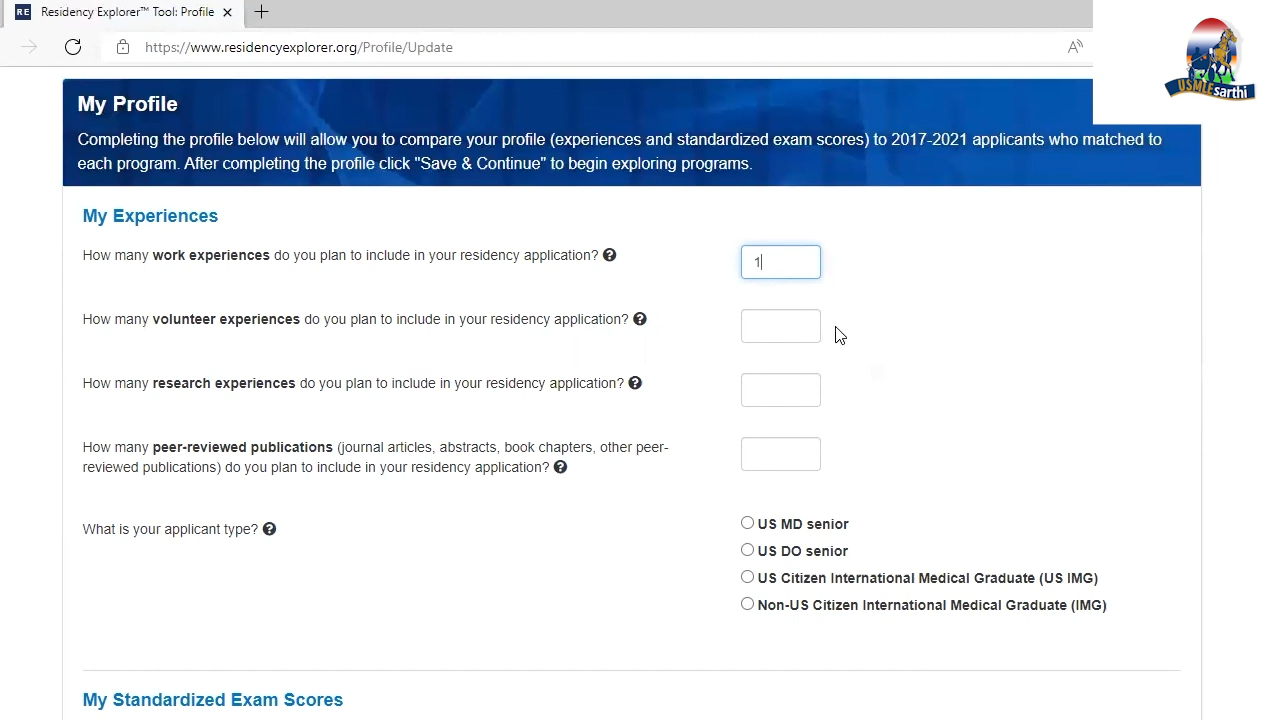 RE Residency Explorer™ Tool: Profile
https://www.residencyexplorer.org/Profile/Update
USMLE Sarthi
My Profile
Completing the profile below will allow you to compare your profile (experiences and standardized exam scores) to 2017-2021 applicants who matched to
each program. After completing the profile click "Save & Continue" to begin exploring programs.
My Experiences
How many work experiences do you plan to include in your residency application?
1
How many volunteer experiences do you plan to include in your residency application?
How many research experiences do you plan to include in your residency application?
How many peer-reviewed publications (journal articles, abstracts, book chapters, other peer-
reviewed publications) do you plan to include in your residency application?
What is your applicant type?
US MD senior
US DO senior
US Citizen International Medical Graduate (US IMG)
Non-US Citizen International Medical Graduate (IMG)
My Standardized Exam Scores